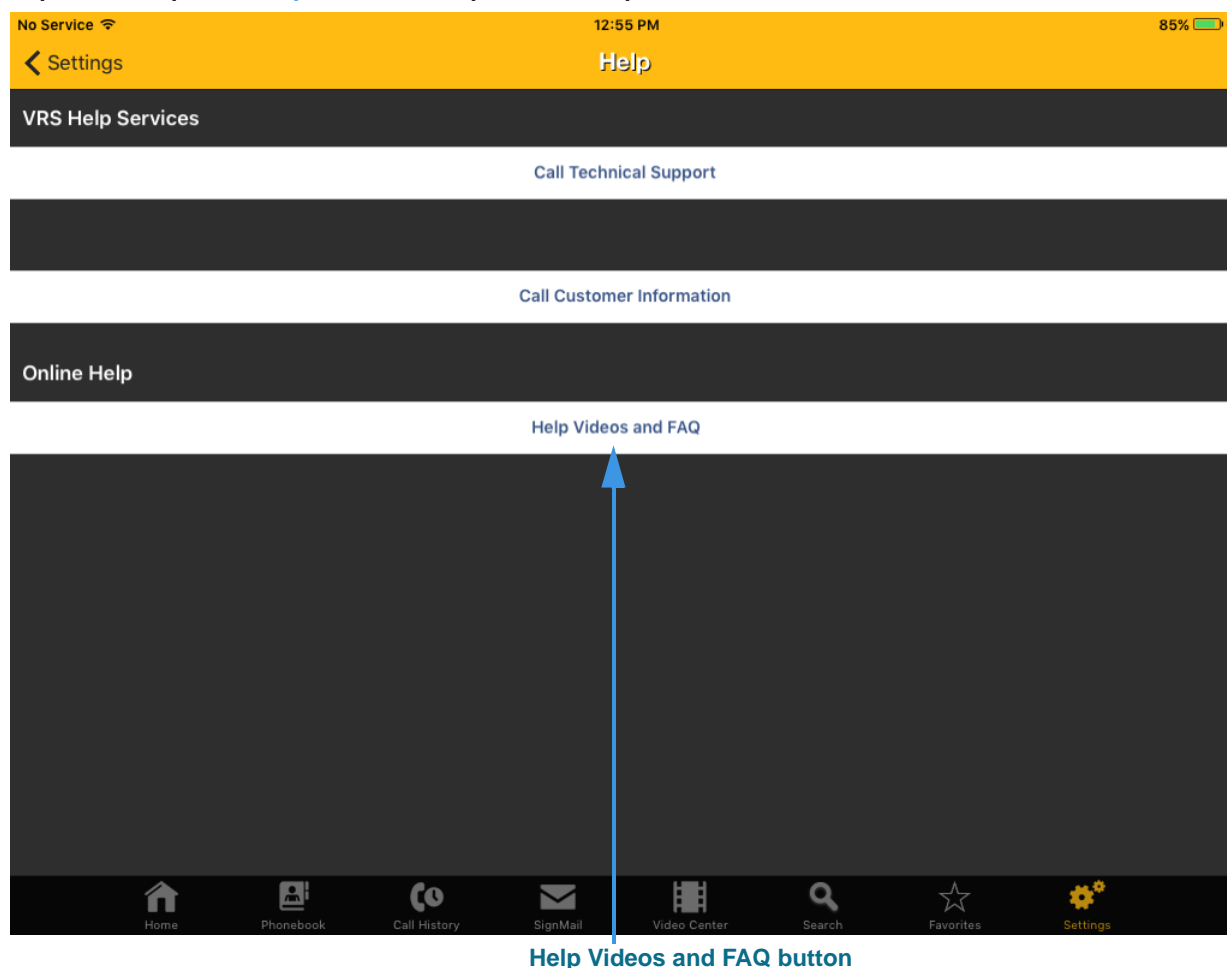 No Service 12:55 PM 85%
Settings Help
VRS Help Services
Call Technical Support
Call Customer Information
Online Help
Help Videos and FAQ
Home Phonebook Call History SignMail Video Center Search Favorites Settings
Help Videos and FAQ button